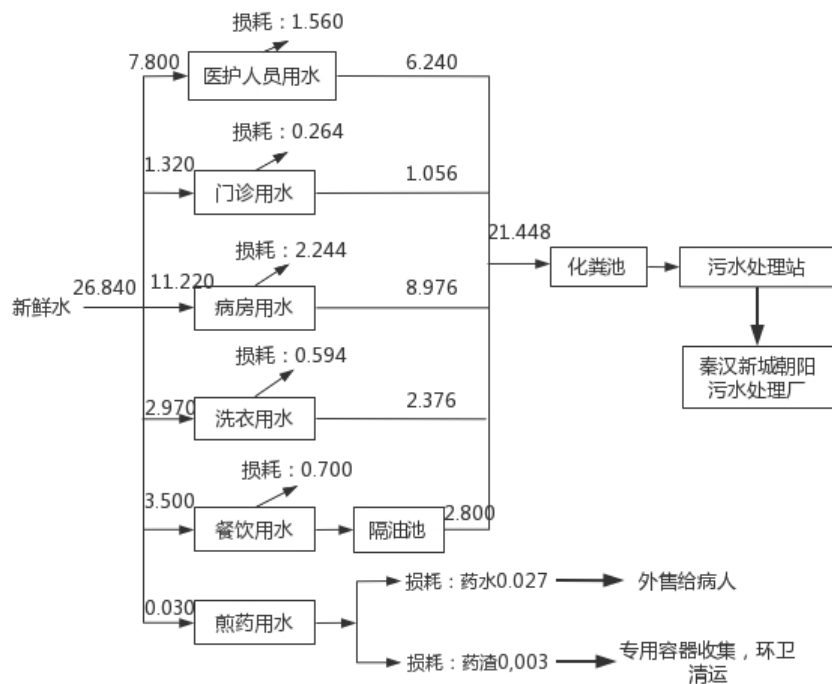 损耗：1.560
7.800
医护人员用水
6.240
损耗：0.264
1.320
门诊用水
1.056
21.448
化粪池
污水处理站
损耗：2.244
新鲜水
26.840
11.220
病房用水
8.976
秦汉新城朝阳
污水处理厂
损耗：0.594
2.970
洗衣用水
2.376
损耗：0.700
3.500
餐饮用水
隔油池
2.800
0.030
煎药用水
损耗：药水0.027
外售给病人
损耗：药渣0,003
专用容器收集，环卫
清运